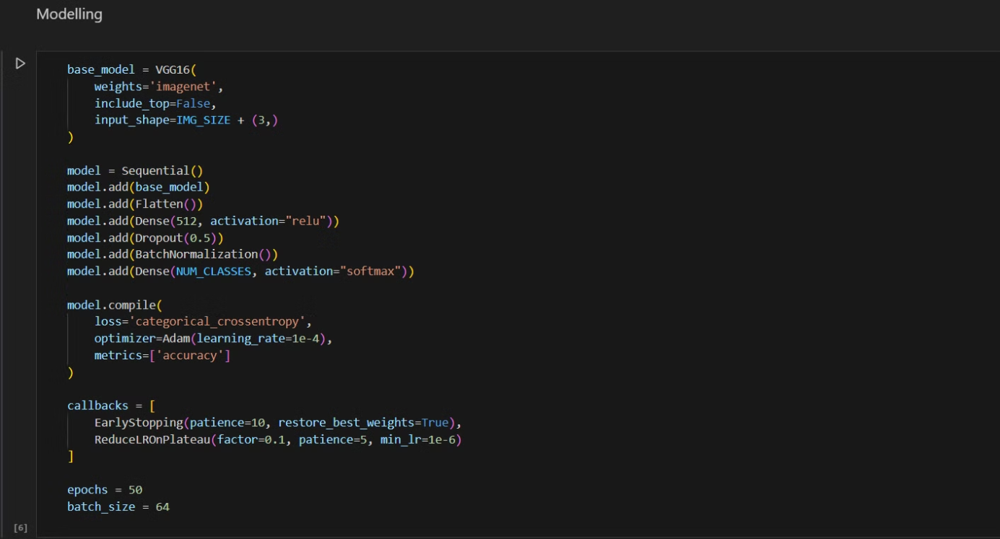 Modelling
base_model = VGG16(
    weights='imagenet',
    include_top=False,
    input_shape=IMG_SIZE + (3,)
)
model = Sequential()
model.add(base_model)
model.add(Flatten())
model.add(Dense(512, activation="relu"))
model.add(Dropout(0.5))
model.add(BatchNormalization())
model.add(Dense(NUM_CLASSES, activation="softmax"))
model.compile(
    loss='categorical_crossentropy',
    optimizer=Adam(learning_rate=1e-4),
    metrics=['accuracy']
)
callbacks = [
    EarlyStopping(patience=10, restore_best_weights=True),
    ReduceLROnPlateau(factor=0.1, patience=5, min_lr=1e-6)
]
epochs = 50
batch_size = 64
[6]